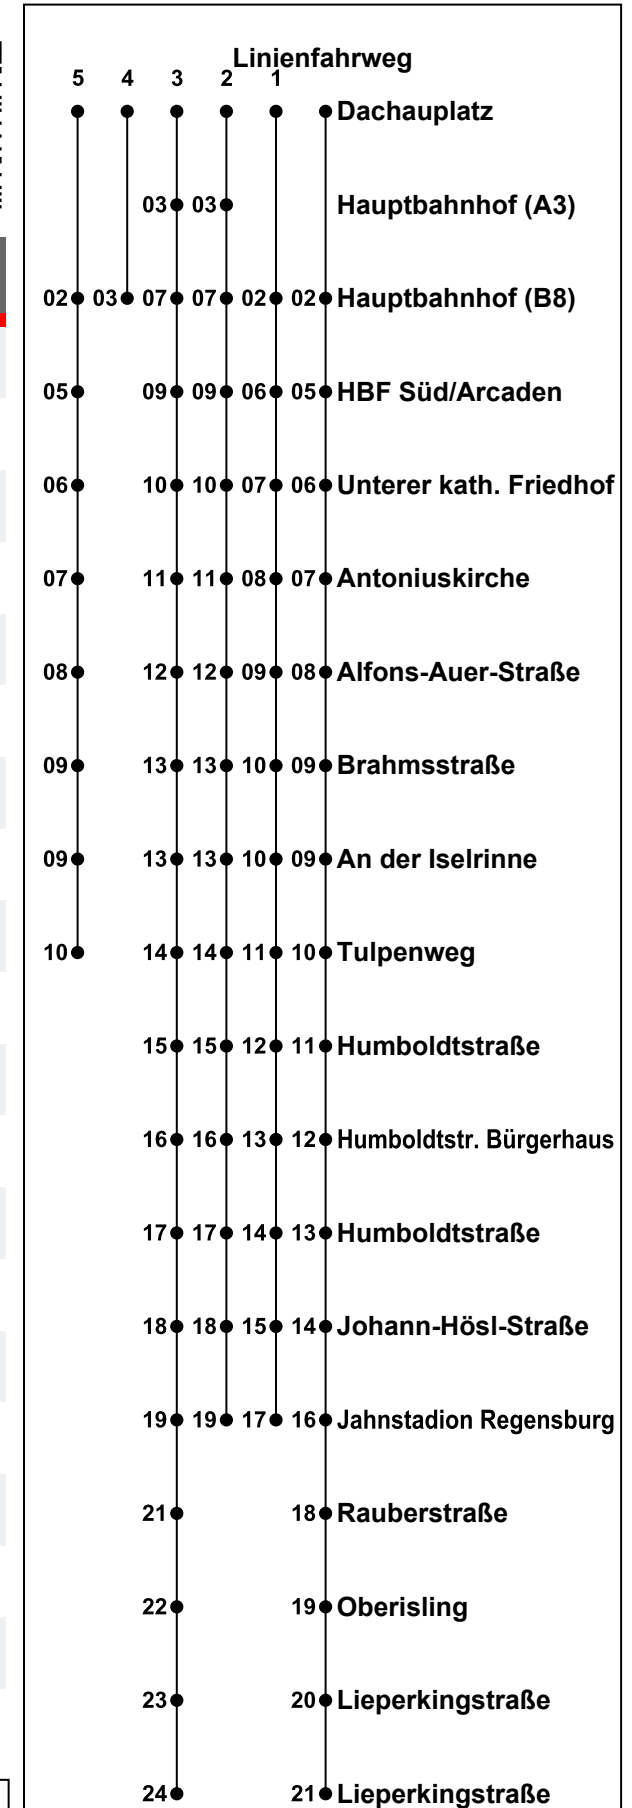 Linienfahrweg
5 4 3 2 1
Dachauplatz
03 03 Hauptbahnhof (A3)
02 03 07 07 02 02 Hauptbahnhof (B8)
05 09 09 06 05 HBF Süd/Arcaden
06 10 10 07 06 Unterer kath. Friedhof
07 11 11 08 07 Antoniuskirche
08 12 12 09 08 Alfons-Auer-Straße
09 13 13 10 09 Brahmsstraße
09 13 13 10 09 An der Iselrinne
10 14 14 11 10 Tulpenweg
15 15 12 11 Humboldtstraße
16 16 13 12 Humboldtstr. Bürgerhaus
17 17 14 13 Humboldtstraße
18 18 15 14 Johann-Hösl-Straße
19 19 17 16 Jahnstadion Regensburg
21 18 Rauberstraße
22 19 Oberisling
23 20 Lieperkingstraße
24 21 Lieperkingstraße